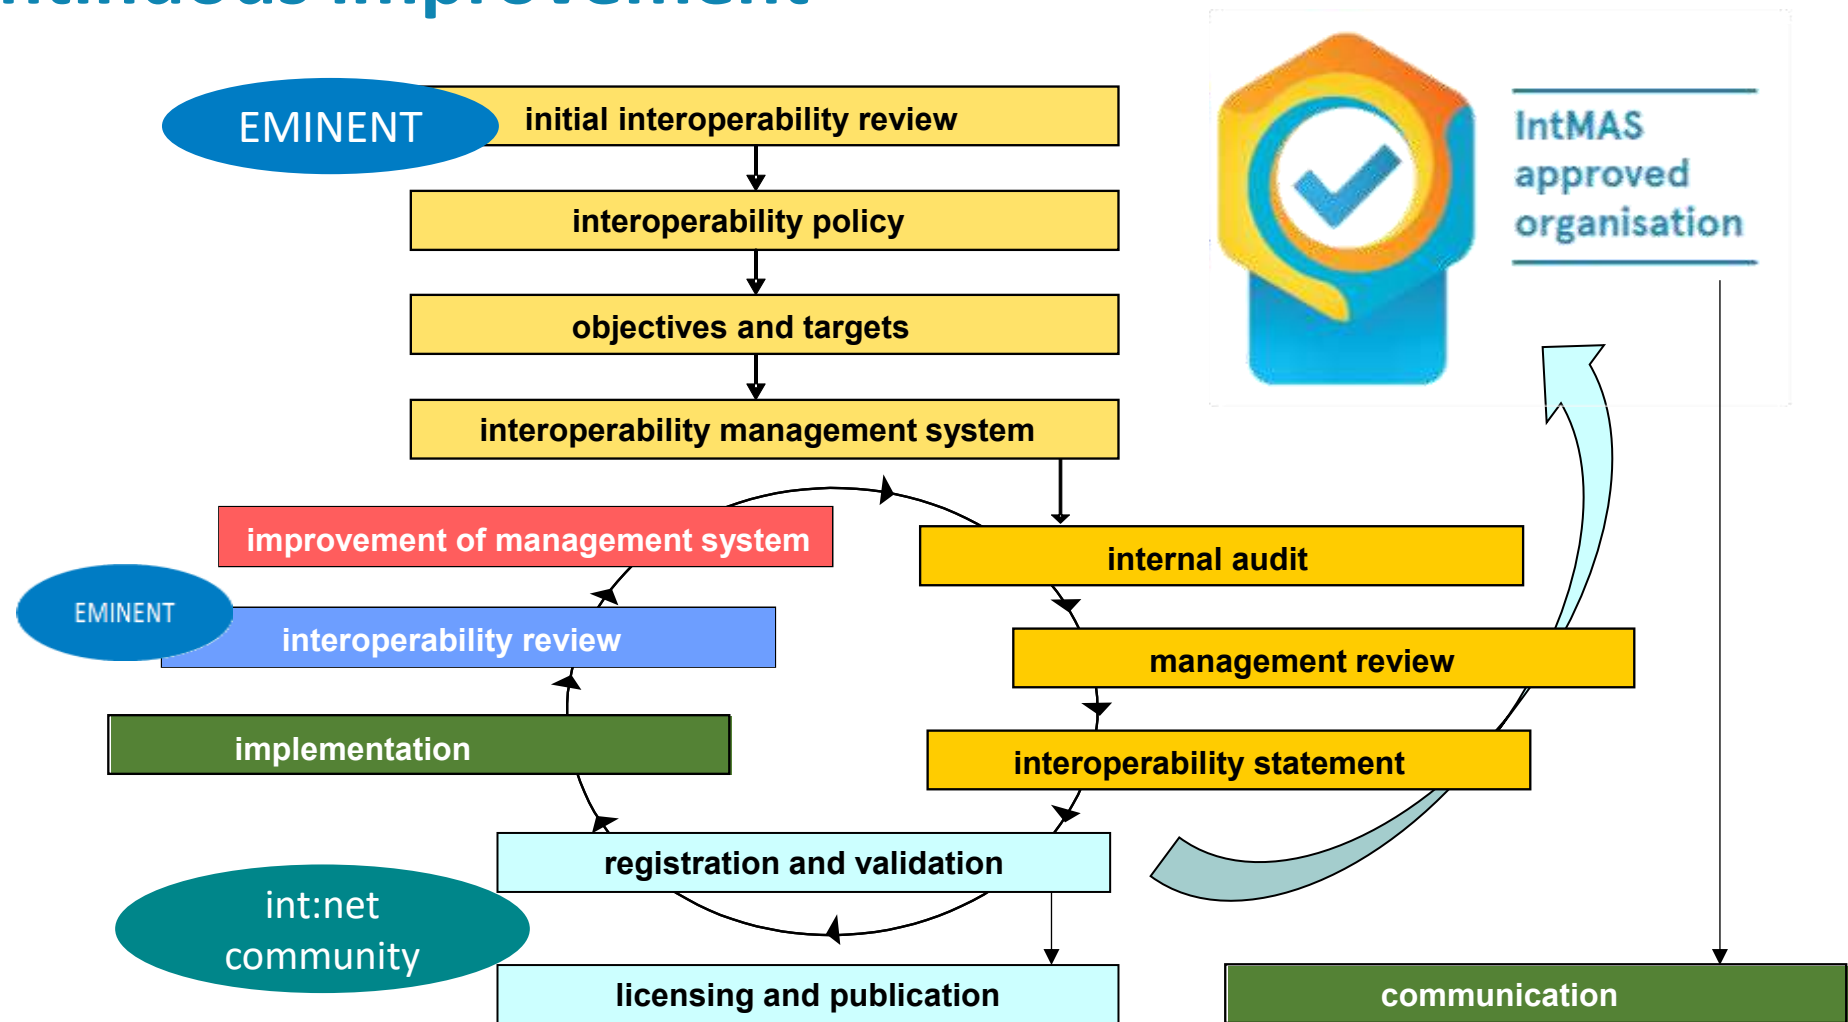 improvement
EMINENT
initial interoperability review
interoperability policy
objectives and targets
interoperability management system
IntMAS
approved
organisation
improvement of management system
internal audit
EMINENT
interoperability review
management review
implementation
interoperability statement
registration and validation
int:net
community
licensing and publication
communication